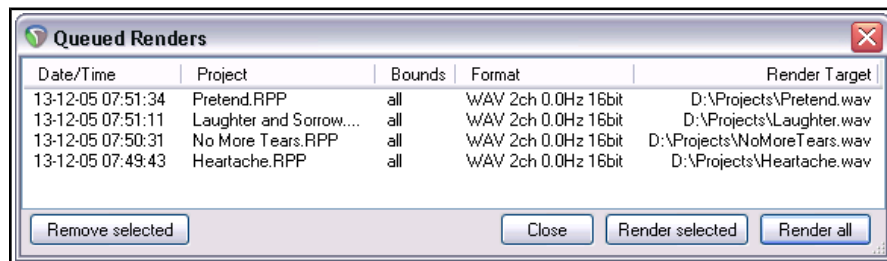 Queued Renders
Date/Time Project Bounds Format Render Target
13-12-05 07:51:34 Pretend.RPP all WAV 2ch 0.0Hz 16bit D:\Projects\Pretend.wav
13-12-05 07:51:11 Laughter and Sorrow.... all WAV 2ch 0.0Hz 16bit D:\Projects\Laughter.wav
13-12-05 07:50:31 No More Tears.RPP all WAV 2ch 0.0Hz 16bit D:\Projects\NoMoreTears.wav
13-12-05 07:49:43 Heartache.RPP all WAV 2ch 0.0Hz 16bit D:\Projects\Heartache.wav
Remove selected Close Render selected Render all